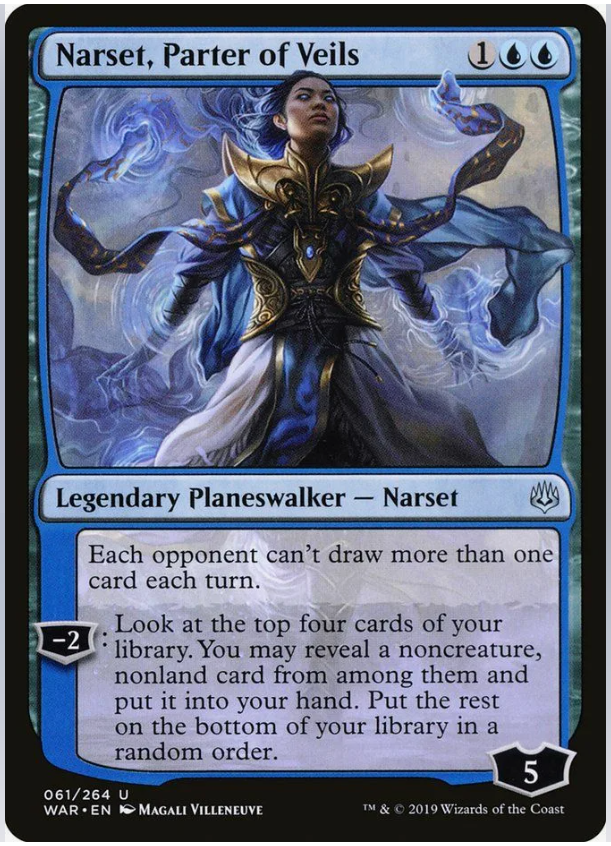 Narset, Parter of Veils 1
Legendary Planeswalker — Narset
Each opponent can't draw more than one
card each turn.
−2 : Look at the top four cards of your
library. You may reveal a noncreature,
nonland card from among them and
put it into your hand. Put the rest
on the bottom of your library in a
random order.
5
061/264 U
WAR • EN Magali Villeneuve
™ & © 2019 Wizards of the Coast